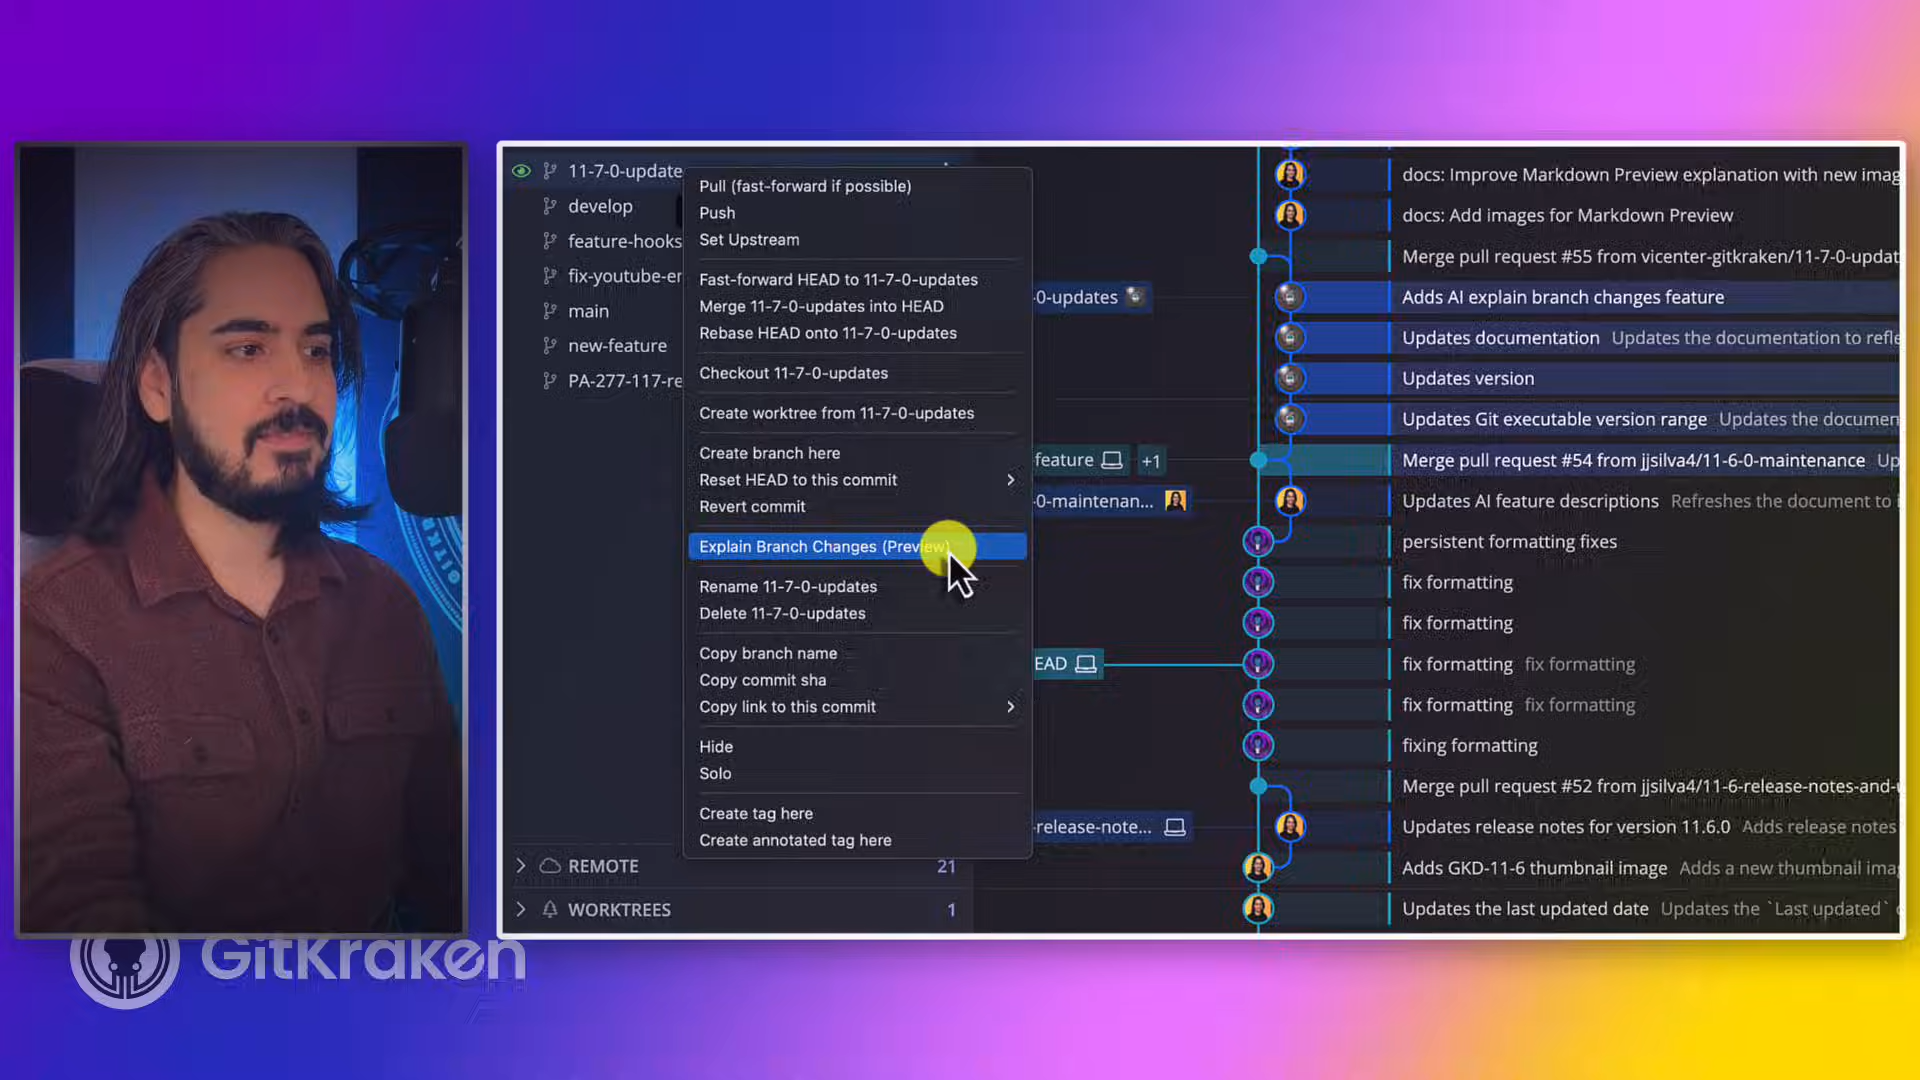 11-7-0-update
develop
feature-hooks
fix-youtube-er
main
new-feature
PA-277-117-re
REMOTE 21
WORKTREES 1
Pull (fast-forward if possible)
Push
Set Upstream
Fast-forward HEAD to 11-7-0-updates
Merge 11-7-0-updates into HEAD
Rebase HEAD onto 11-7-0-updates
Checkout 11-7-0-updates
Create worktree from 11-7-0-updates
Create branch here
Reset HEAD to this commit
Revert commit
Explain Branch Changes (Preview)
Rename 11-7-0-updates
Delete 11-7-0-updates
Copy branch name
Copy commit sha
Copy link to this commit
Hide
Solo
Create tag here
Create annotated tag here
-0-updates
feature +1
-0-maintenan...
EAD
-release-note...
docs: Improve Markdown Preview explanation with new imag
docs: Add images for Markdown Preview
Merge pull request #55 from vicenter-gitkraken/11-7-0-updat
Adds AI explain branch changes feature
Updates documentation Updates the documentation to refle
Updates version
Updates Git executable version range Updates the documen
Merge pull request #54 from jjsilva4/11-6-0-maintenance Up
Updates AI feature descriptions Refreshes the document to i
persistent formatting fixes
fix formatting
fix formatting
fix formatting fix formatting
fix formatting fix formatting
fixing formatting
Merge pull request #52 from jjsilva4/11-6-release-notes-and-u
Updates release notes for version 11.6.0 Adds release notes
Adds GKD-11-6 thumbnail image Adds a new thumbnail ima
Updates the last updated date Updates the `Last updated`
GitKraken